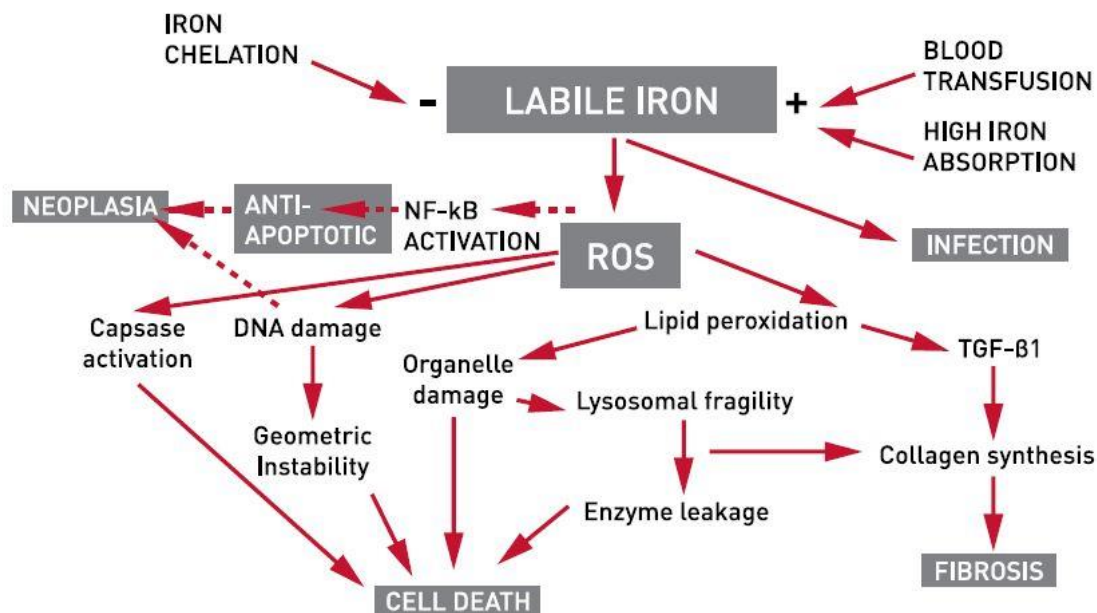 IRON
CHELATION
BLOOD
TRANSFUSION
- LABILE IRON +
HIGH IRON
ABSORPTION
NEOPLASIA
ANTI-
APOPTOTIC
NF-kB
ACTIVATION
ROS
INFECTION
Capsase
activation
DNA damage
Lipid peroxidation
TGF-ß1
Organelle
damage
Lysosomal fragility
Geometric
Instability
Collagen synthesis
Enzyme leakage
CELL DEATH
FIBROSIS